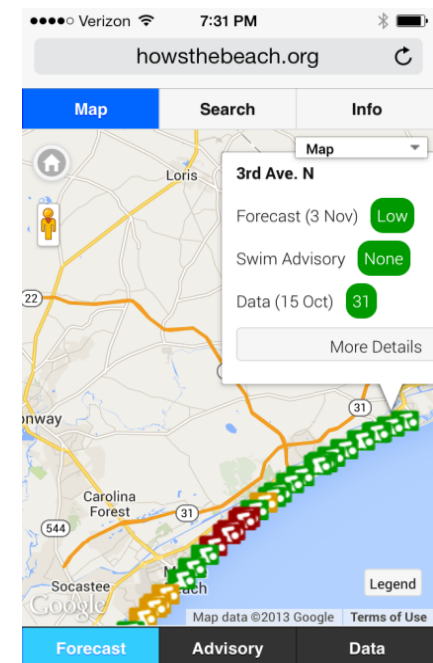 Verizon 7:31 PM
howsthebeach.org
Map Search Info
Map
Loris
3rd Ave. N
Forecast (3 Nov) Low
Swim Advisory None
Data (15 Oct) 31
More Details
22
31
nway
Carolina
Forest
31
544
Socastee
M ach
Legend
Google
Map data ©2013 Google Terms of Use
Forecast Advisory Data